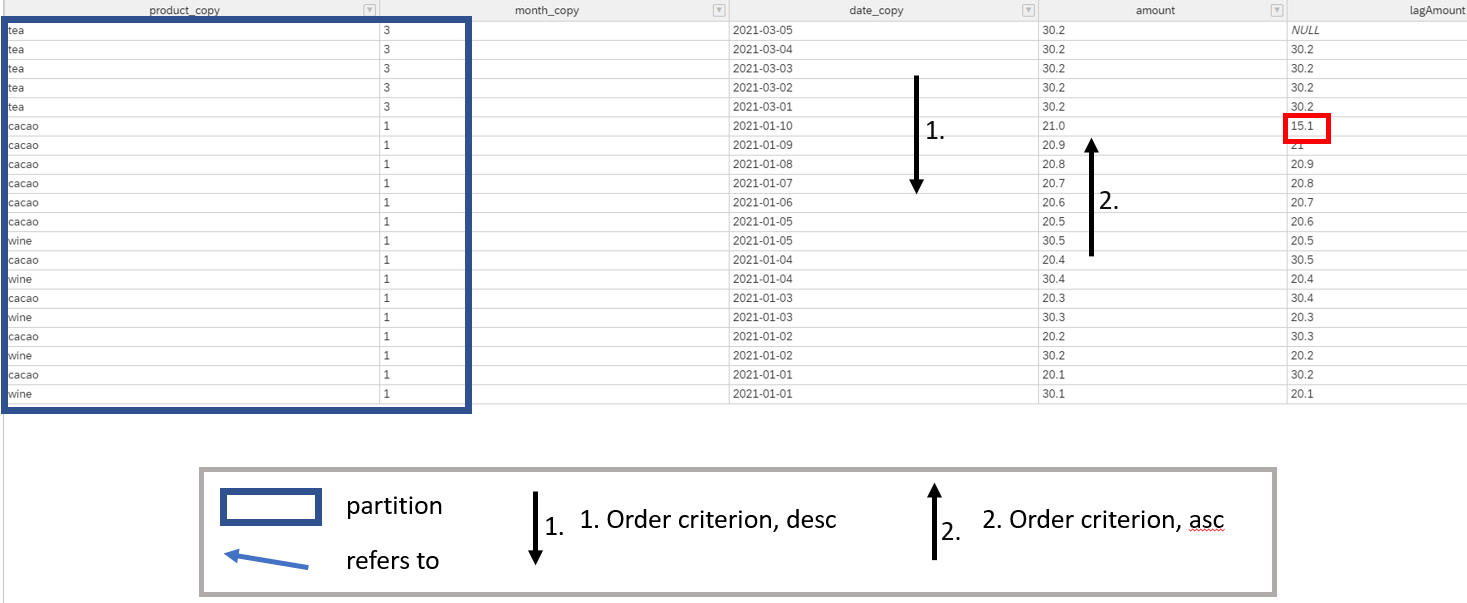 product_copy month_copy date_copy amount lagAmount
tea 3 2021-03-05 30.2 NULL
tea 3 2021-03-04 30.2 30.2
tea 3 2021-03-03 30.2 30.2
tea 3 2021-03-02 30.2 30.2
tea 3 2021-03-01 30.2 30.2
cacao 1 2021-01-10 21.0 15.1
1.
cacao 1 2021-01-09 20.9 21
cacao 1 2021-01-08 20.8 20.9
cacao 1 2021-01-07 20.7 20.8
cacao 1 2021-01-06 20.6 20.7
2.
cacao 1 2021-01-05 20.5 20.6
wine 1 2021-01-05 30.5 20.5
cacao 1 2021-01-04 20.4 30.5
wine 1 2021-01-04 30.4 20.4
cacao 1 2021-01-03 20.3 30.4
wine 1 2021-01-03 30.3 20.3
cacao 1 2021-01-02 20.2 30.3
wine 1 2021-01-02 30.2 20.2
cacao 1 2021-01-01 20.1 30.2
wine 1 2021-01-01 30.1 20.1
partition
1. 1. Order criterion, desc
2. 2. Order criterion, asc
refers to